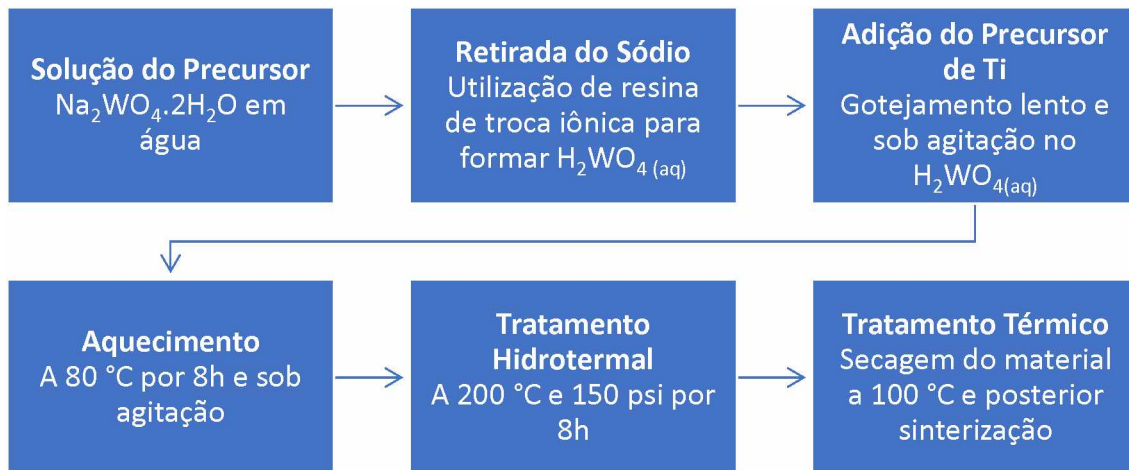 Solução do Precursor
Na₂WO₄.2H₂O em
água
Retirada do Sódio
Utilização de resina
de troca iônica para
formar H₂WO₄ (aq)
Adição do Precursor
de Ti
Gotejamento lento e
sob agitação no
H₂WO₄(aq)
Aquecimento
A 80 °C por 8h e sob
agitação
Tratamento
Hidrotermal
A 200 °C e 150 psi por
8h
Tratamento Térmico
Secagem do material
a 100 °C e posterior
sinterização